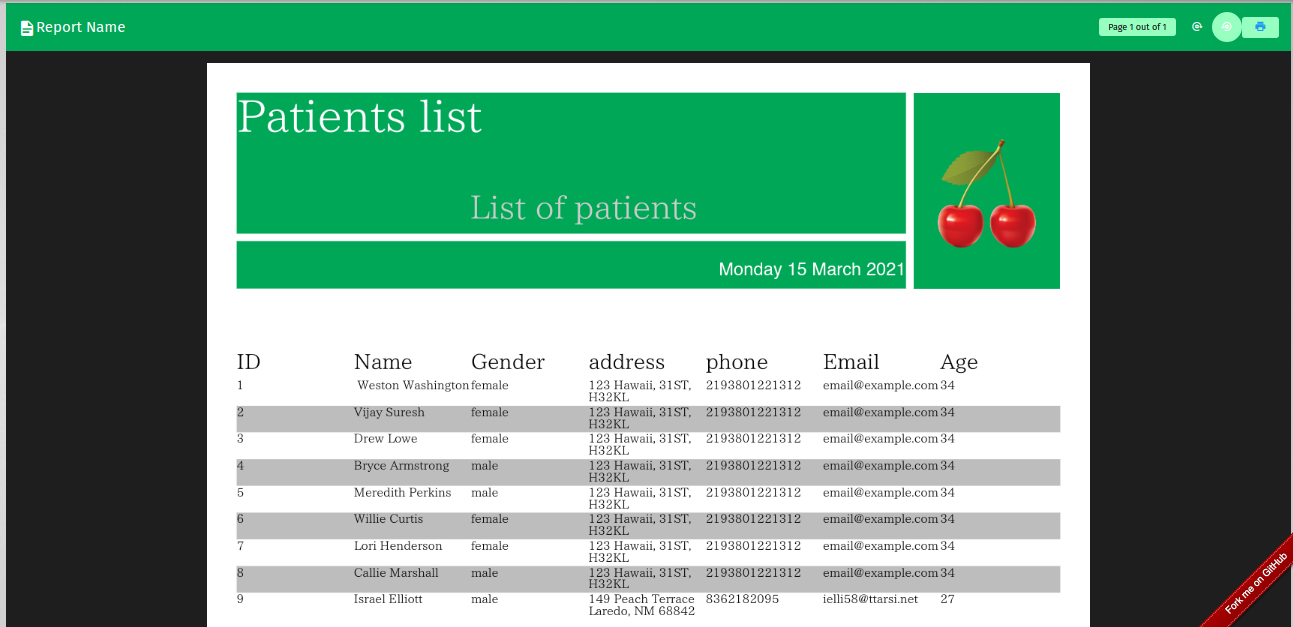 Report Name
Page 1 out of 1
Patients list
List of patients
Monday 15 March 2021
ID Name Gender address phone Email Age
1 Weston Washington female 123 Hawaii, 31ST, 2193801221312 email@example.com 34
H32KL
2 Vijay Suresh female 123 Hawaii, 31ST, 2193801221312 email@example.com 34
H32KL
3 Drew Lowe female 123 Hawaii, 31ST, 2193801221312 email@example.com 34
H32KL
4 Bryce Armstrong male 123 Hawaii, 31ST, 2193801221312 email@example.com 34
H32KL
5 Meredith Perkins male 123 Hawaii, 31ST, 2193801221312 email@example.com 34
H32KL
6 Willie Curtis female 123 Hawaii, 31ST, 2193801221312 email@example.com 34
H32KL
7 Lori Henderson female 123 Hawaii, 31ST, 2193801221312 email@example.com 34
H32KL
8 Callie Marshall male 123 Hawaii, 31ST, 2193801221312 email@example.com 34
H32KL
9 Israel Elliott male 149 Peach Terrace 8362182095 ielli58@ttarsi.net 27
Laredo, NM 68842
Fork me on GitHub